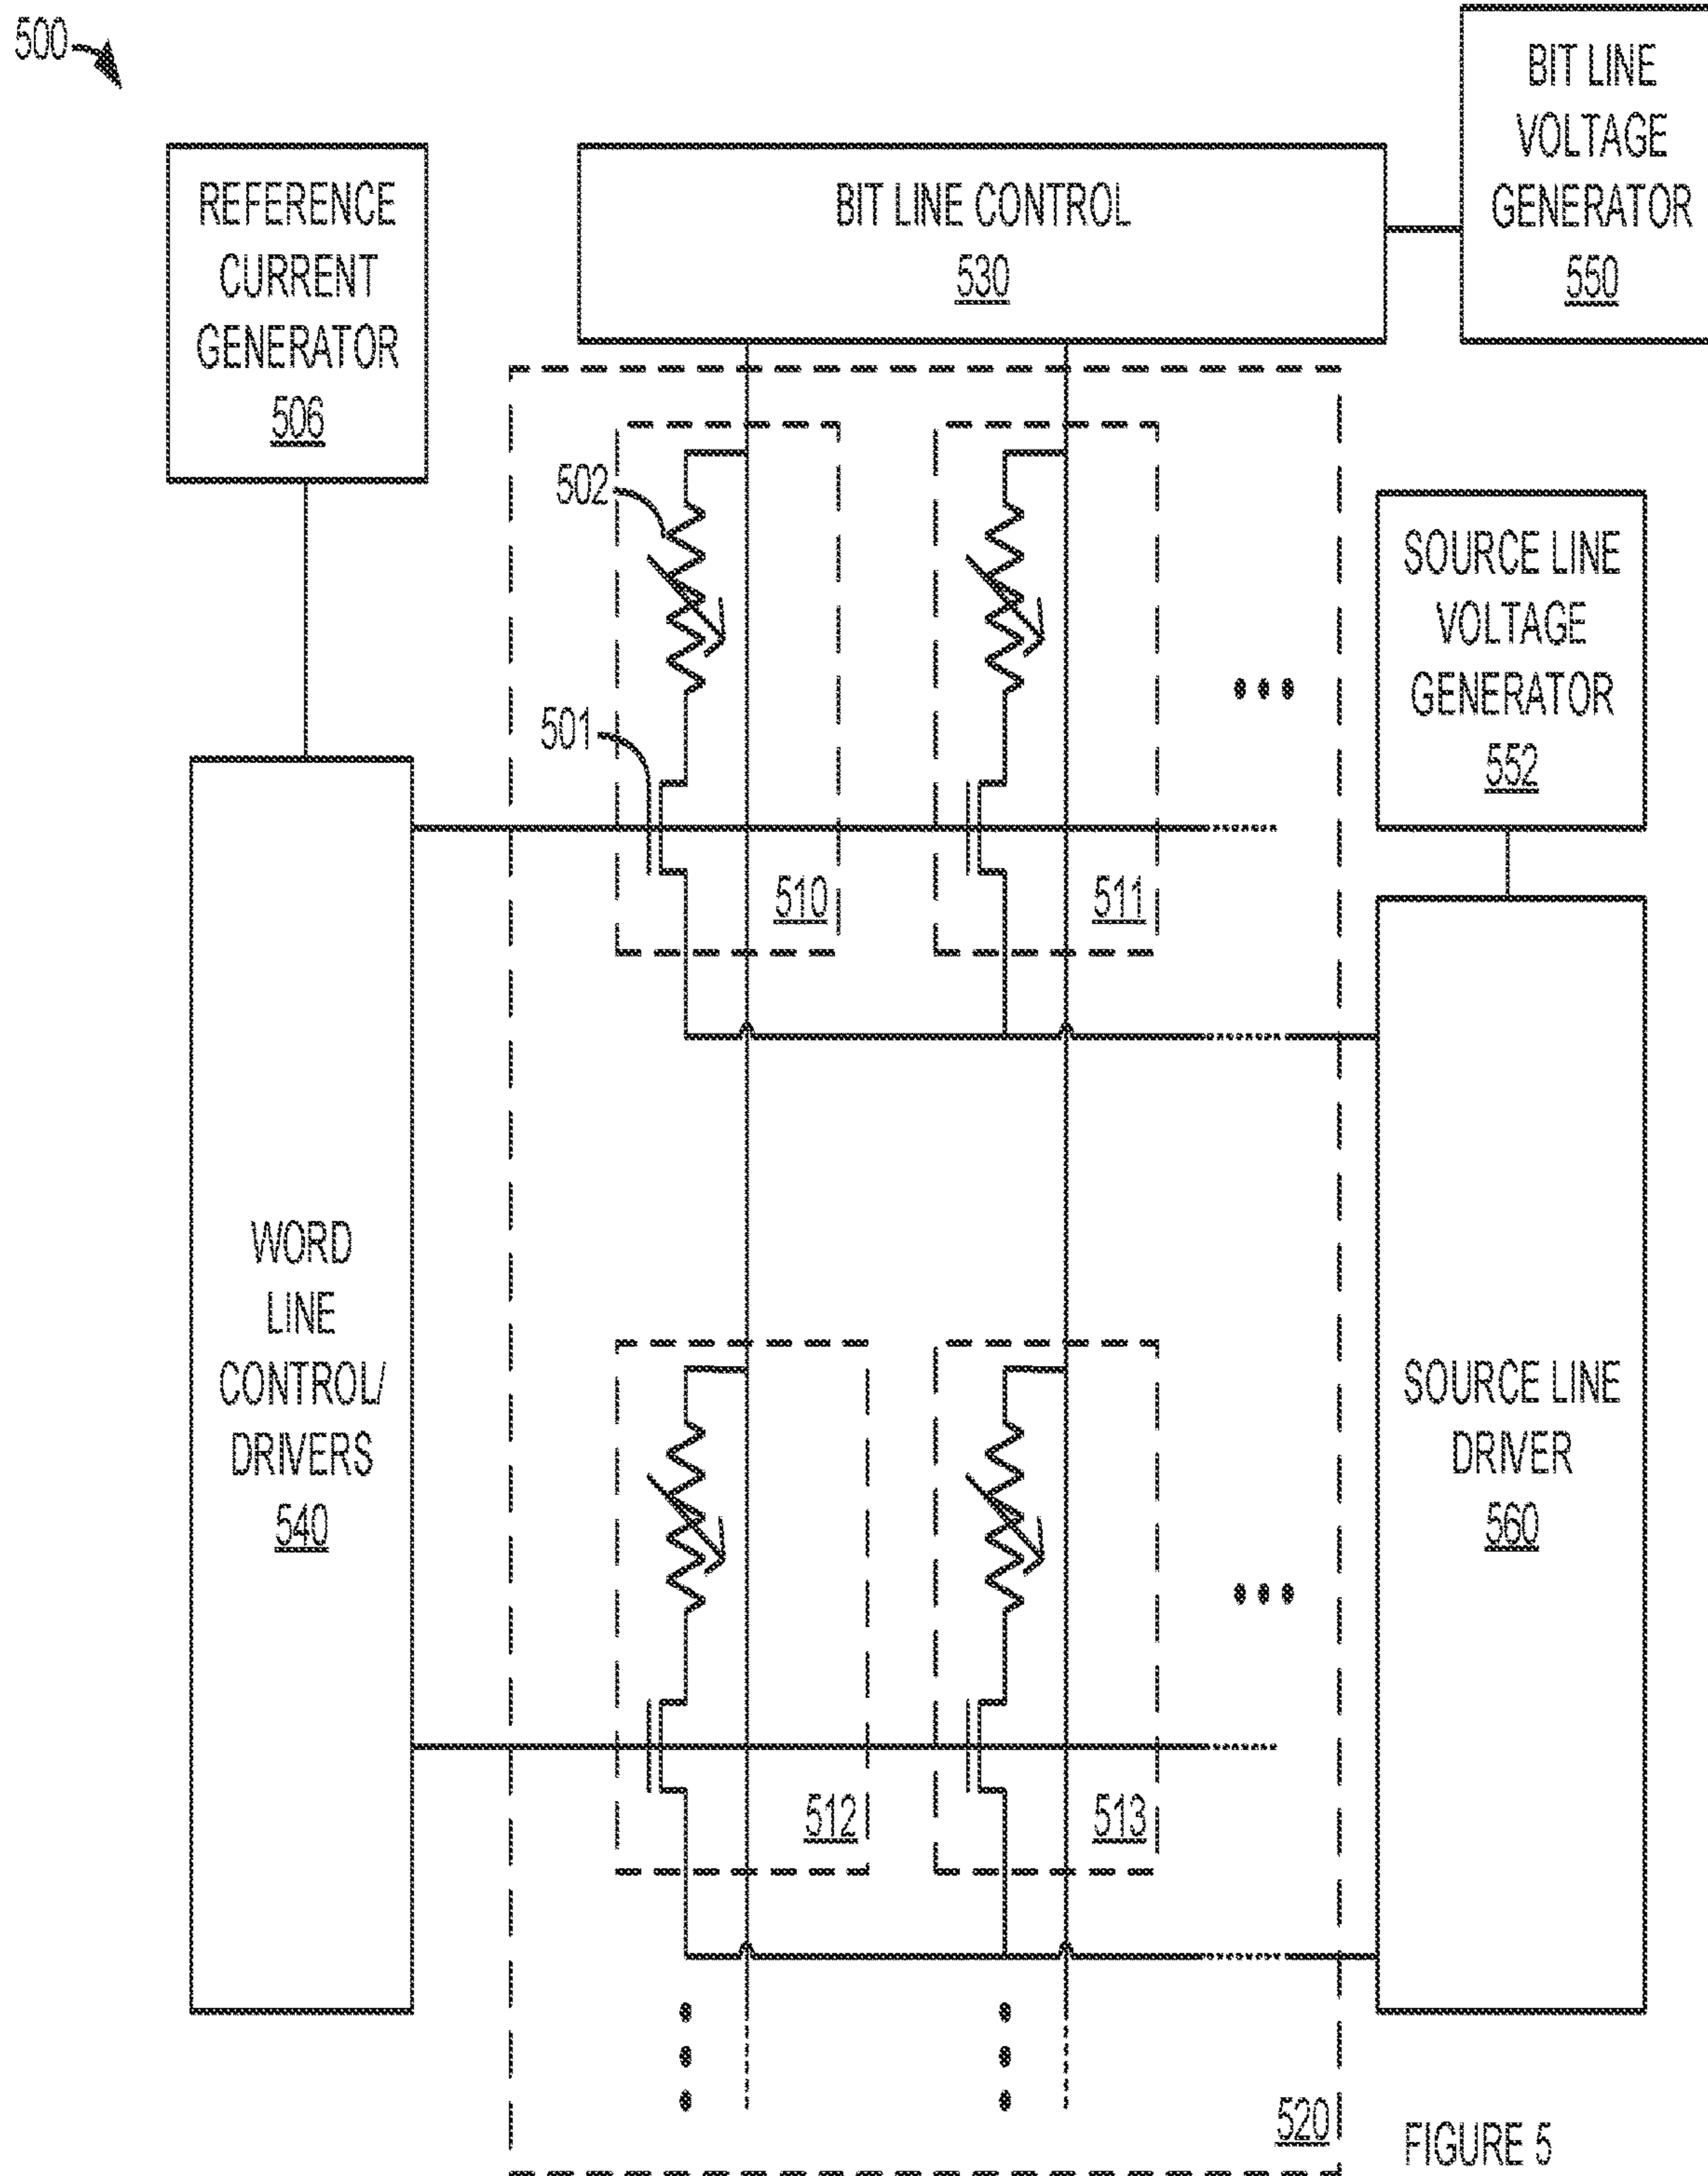 500
BIT LINE
VOLTAGE
GENERATOR
550
REFERENCE
CURRENT
GENERATOR
506
BIT LINE CONTROL
530
502
501
510
511
SOURCE LINE
VOLTAGE
GENERATOR
552
WORD
LINE
CONTROL/
DRIVERS
540
SOURCE LINE
DRIVER
560
512
513
520
FIGURE 5